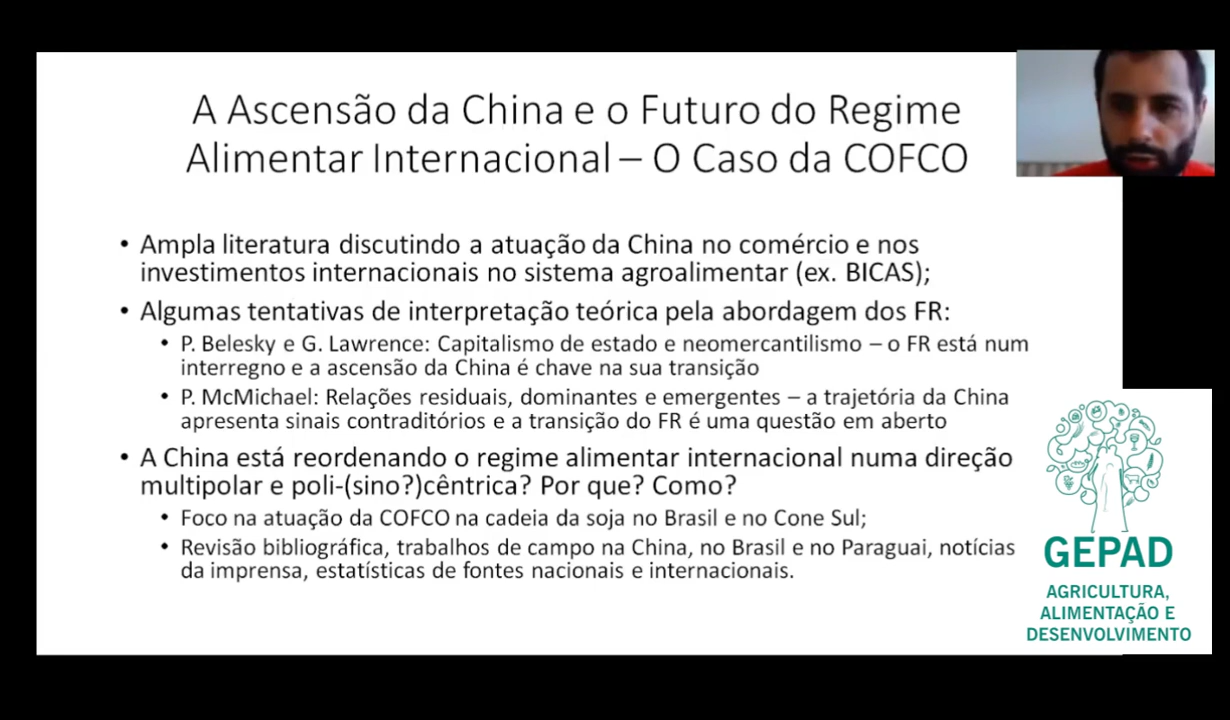 A Ascensão da China e o Futuro do Regime
Alimentar Internacional – O Caso da COFCO
• Ampla literatura discutindo a atuação da China no comércio e nos
investimentos internacionais no sistema agroalimentar (ex. BICAS);
• Algumas tentativas de interpretação teórica pela abordagem dos FR:
• P. Belesky e G. Lawrence: Capitalismo de estado e neomercantilismo – o FR está num
interregno e a ascensão da China é chave na sua transição
• P. McMichael: Relações residuais, dominantes e emergentes – a trajetória da China
apresenta sinais contraditórios e a transição do FR é uma questão em aberto
• A China está reordenando o regime alimentar internacional numa direção
multipolar e poli-(sino?)cêntrica? Por que? Como?
• Foco na atuação da COFCO na cadeia da soja no Brasil e no Cone Sul;
• Revisão bibliográfica, trabalhos de campo na China, no Brasil e no Paraguai, notícias
da imprensa, estatísticas de fontes nacionais e internacionais.
GEPAD
AGRICULTURA,
ALIMENTAÇÃO E
DESENVOLVIMENTO